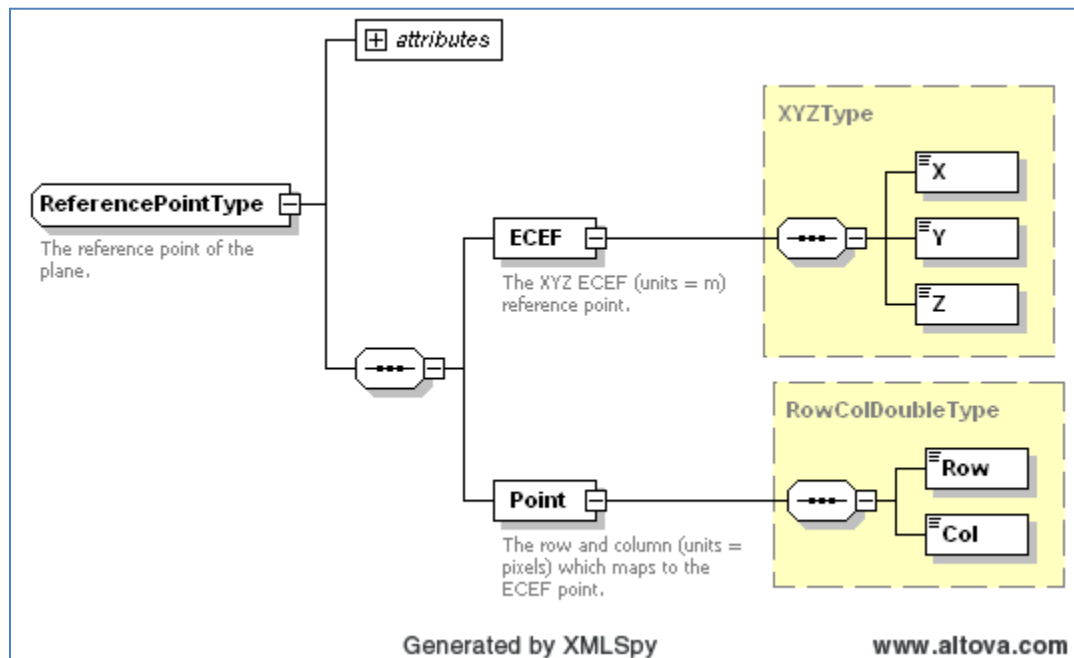 attributes
XYZType
X
ReferencePointType
The reference point of the
plane.
ECEF
Y
The XYZ ECEF (units = m)
reference point.
Z
RowColDoubleType
Row
Point
Col
The row and column (units =
pixels) which maps to the
ECEF point.
Generated by XMLSpy
www.altova.com